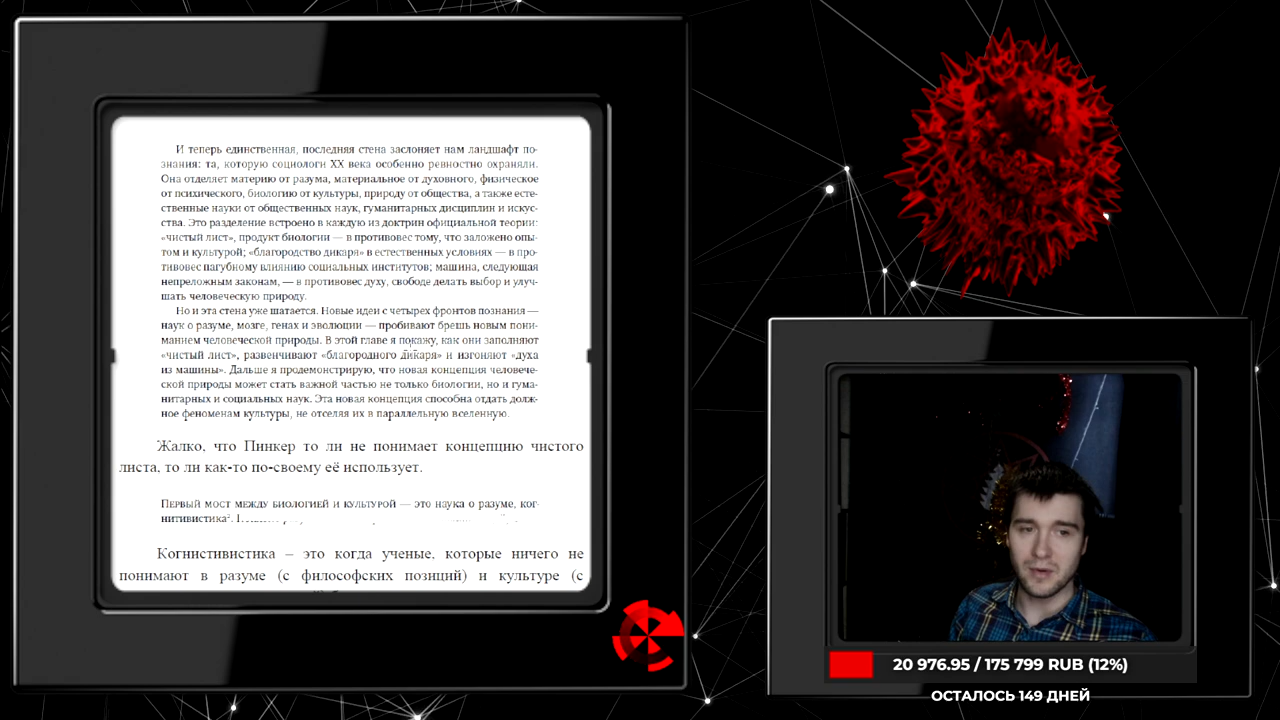 И теперь единственная, последняя стена заслоняет нам ландшафт по-
знания: та, которую социологи XX века особенно ревностно охраняли.
Она отделяет материю от разума, материальное от духовного, физическое
от психического, биологию от культуры, природу от общества, а также есте-
ственные науки от общественных наук, гуманитарных дисциплин и искус-
ства. Это разделение встроено в каждую из доктрин официальной теории:
«чистый лист», продукт биологии — в противовес тому, что заложено опы-
том и культурой; «благородство дикаря» в естественных условиях — в про-
тивовес пагубному влиянию социальных институтов; машина, следующая
непреложным законам, — в противовес духу, свободе делать выбор и улуч-
шать человеческую природу.
Но и эта стена уже шатается. Новые идеи с четырех фронтов познания —
наук о разуме, мозге, генах и эволюции — пробивают брешь новым пони-
манием человеческой природы. В этой главе я покажу, как они заполняют
«чистый лист», развенчивают «благородного дикаря» и изгоняют «духа
из машины». Дальше я продемонстрирую, что новая концепция человече-
ской природы может стать важной частью не только биологии, но и гума-
нитарных и социальных наук. Эта новая концепция способна отдать долж-
ное феноменам культуры, не отселяя их в параллельную вселенную.
Жалко, что Пинкер то ли не понимает концепцию чистого
листа, то ли как-то по-своему её использует.
Первый мост между биологией и культурой — это наука о разуме, ког-
нитивистика².
Когнистивистика – это когда ученые, которые ничего не
понимают в разуме (с философских позиций) и культуре (с
20 976.95 / 175 799 RUB (12%)
ОСТАЛОСЬ 149 ДНЕЙ